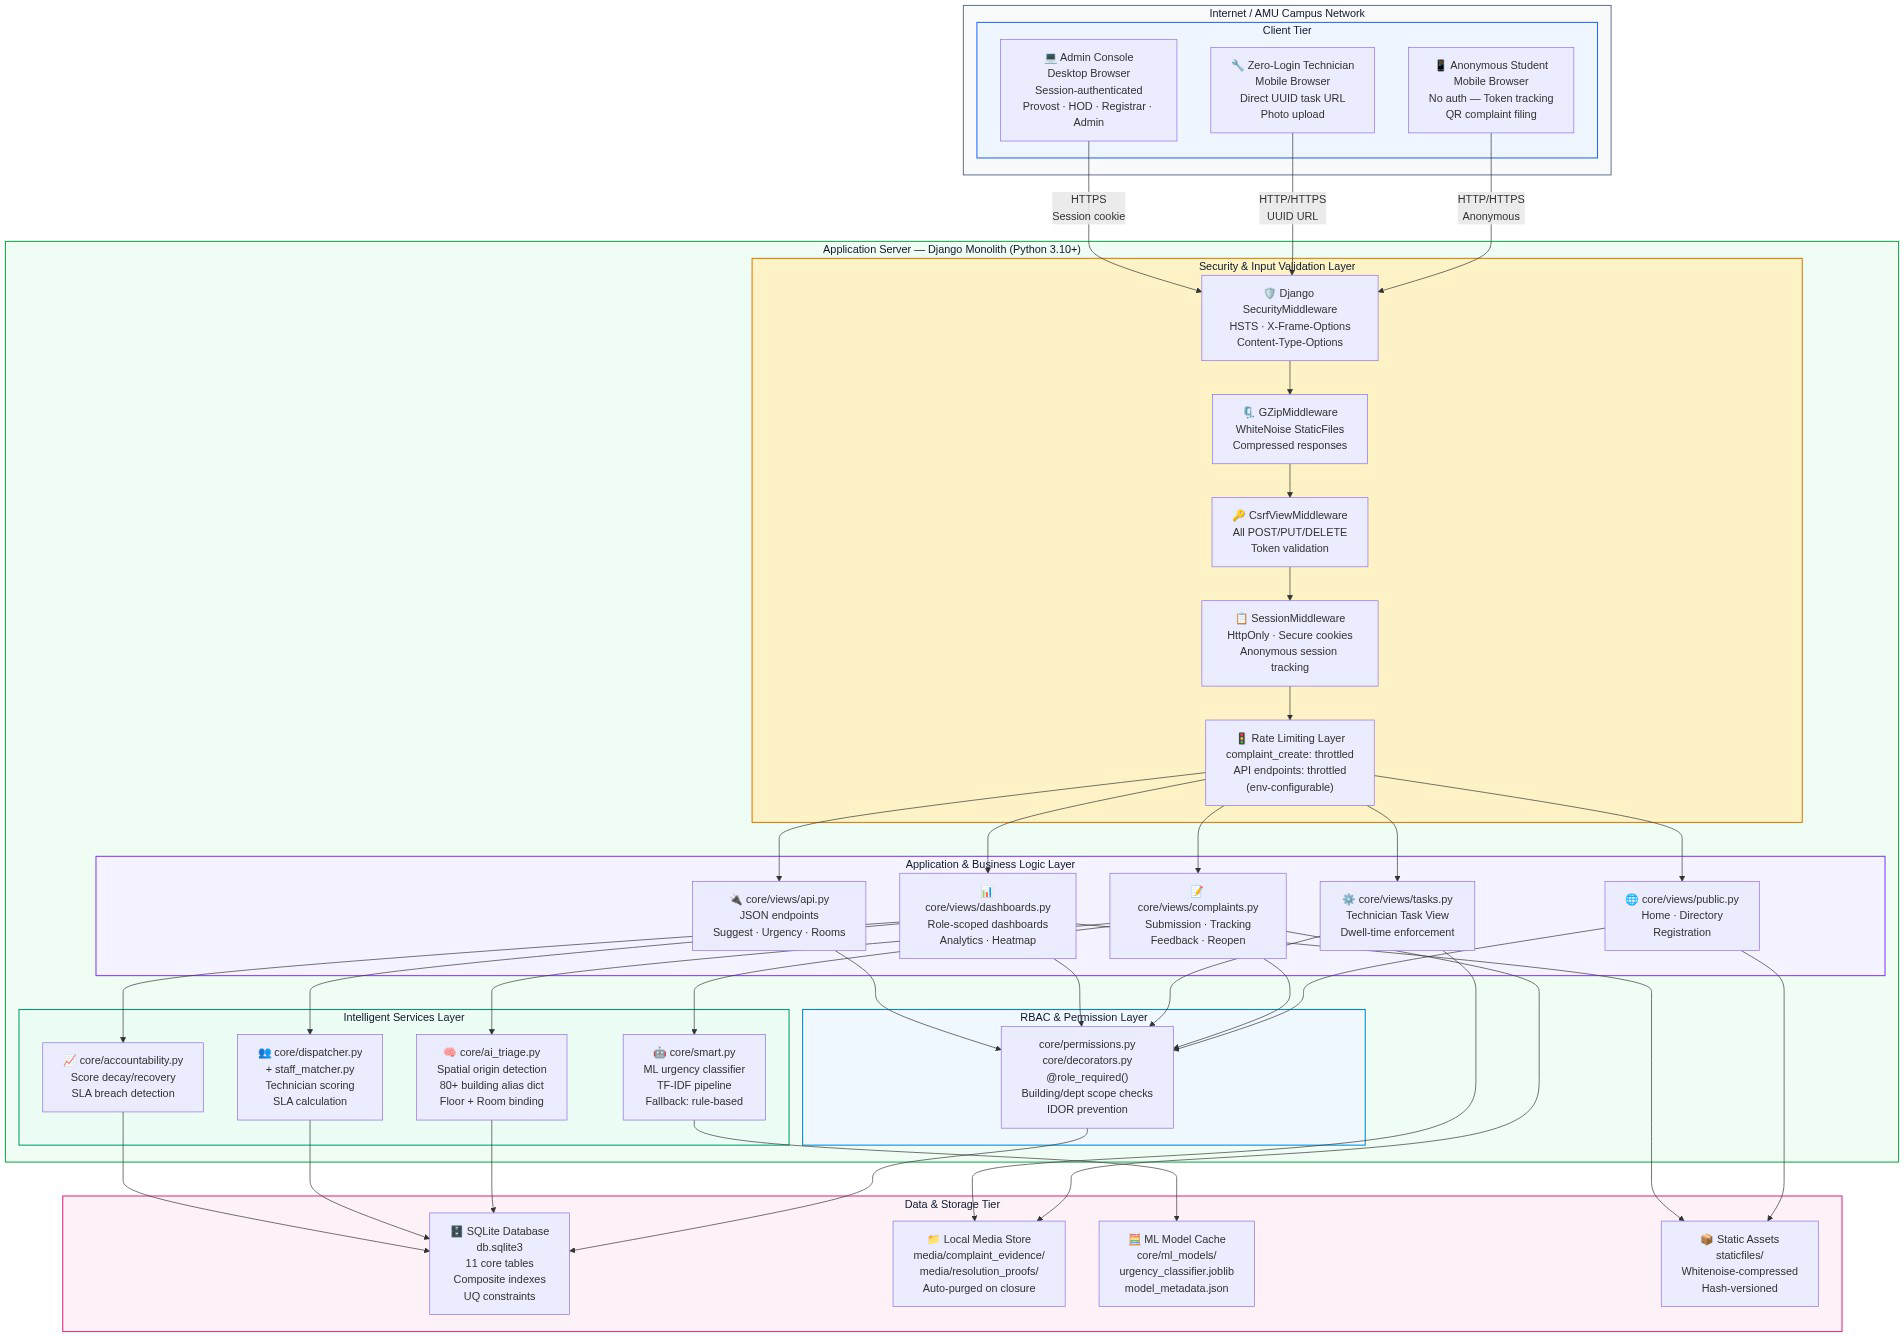 Internet / AMU Campus Network
Client Tier
💻 Admin Console
Desktop Browser
Session-authenticated
Provost · HOD · Registrar ·
Admin
🔧 Zero-Login Technician
Mobile Browser
Direct UUID task URL
Photo upload
📱 Anonymous Student
Mobile Browser
No auth — Token tracking
QR complaint filing
HTTPS
Session cookie
HTTP/HTTPS
UUID URL
HTTP/HTTPS
Anonymous
Application Server — Django Monolith (Python 3.10+)
Security & Input Validation Layer
🛡️ Django
SecurityMiddleware
HSTS · X-Frame-Options
Content-Type-Options
🗜️ GZipMiddleware
WhiteNoise StaticFiles
Compressed responses
🔑 CsrfViewMiddleware
All POST/PUT/DELETE
Token validation
📋 SessionMiddleware
HttpOnly · Secure cookies
Anonymous session
tracking
🚦 Rate Limiting Layer
complaint_create: throttled
API endpoints: throttled
(env-configurable)
Application & Business Logic Layer
🔌 core/views/api.py
JSON endpoints
Suggest · Urgency · Rooms
📊
core/views/dashboards.py
Role-scoped dashboards
Analytics · Heatmap
📝
core/views/complaints.py
Submission · Tracking
Feedback · Reopen
⚙️ core/views/tasks.py
Technician Task View
Dwell-time enforcement
🌐 core/views/public.py
Home · Directory
Registration
Intelligent Services Layer
📈 core/accountability.py
Score decay/recovery
SLA breach detection
👥 core/dispatcher.py
+ staff_matcher.py
Technician scoring
SLA calculation
🧠 core/ai_triage.py
Spatial origin detection
80+ building alias dict
Floor + Room binding
🤖 core/smart.py
ML urgency classifier
TF-IDF pipeline
Fallback: rule-based
RBAC & Permission Layer
core/permissions.py
core/decorators.py
@role_required()
Building/dept scope checks
IDOR prevention
Data & Storage Tier
🗄️ SQLite Database
db.sqlite3
11 core tables
Composite indexes
UQ constraints
📁 Local Media Store
media/complaint_evidence/
media/resolution_proofs/
Auto-purged on closure
🧮 ML Model Cache
core/ml_models/
urgency_classifier.joblib
model_metadata.json
📦 Static Assets
staticfiles/
Whitenoise-compressed
Hash-versioned